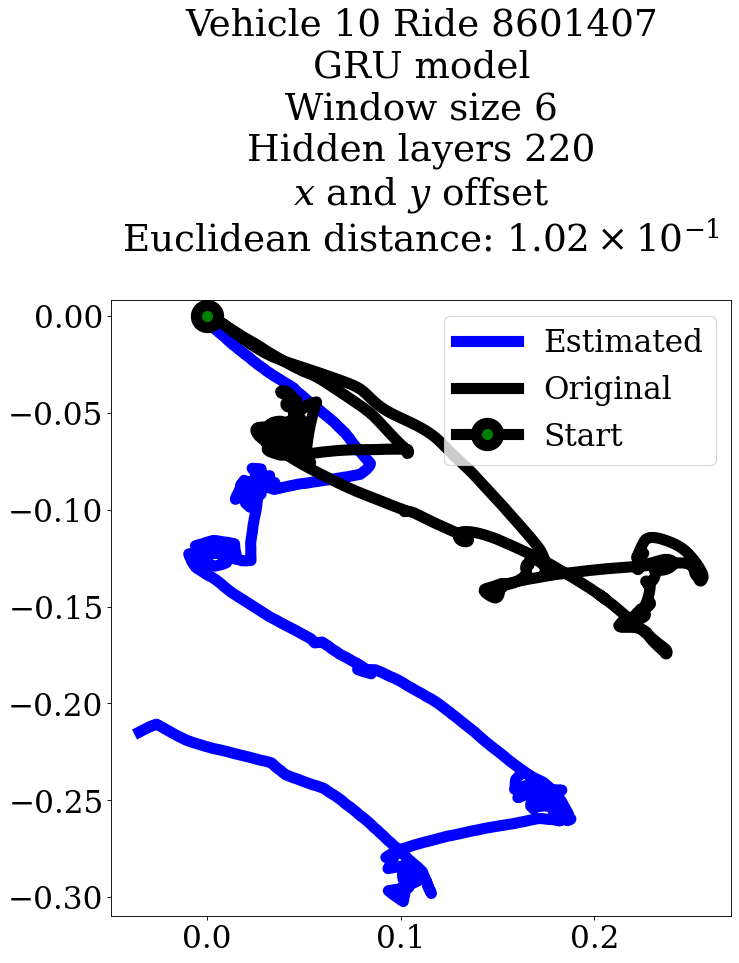 Vehicle 10 Ride 8601407
GRU model
Window size 6
Hidden layers 220
x and y offset
Euclidean distance: 1.02 × 10⁻¹
Estimated
Original
Start
0.00
−0.05
−0.10
−0.15
−0.20
−0.25
−0.30
0.0 0.1 0.2